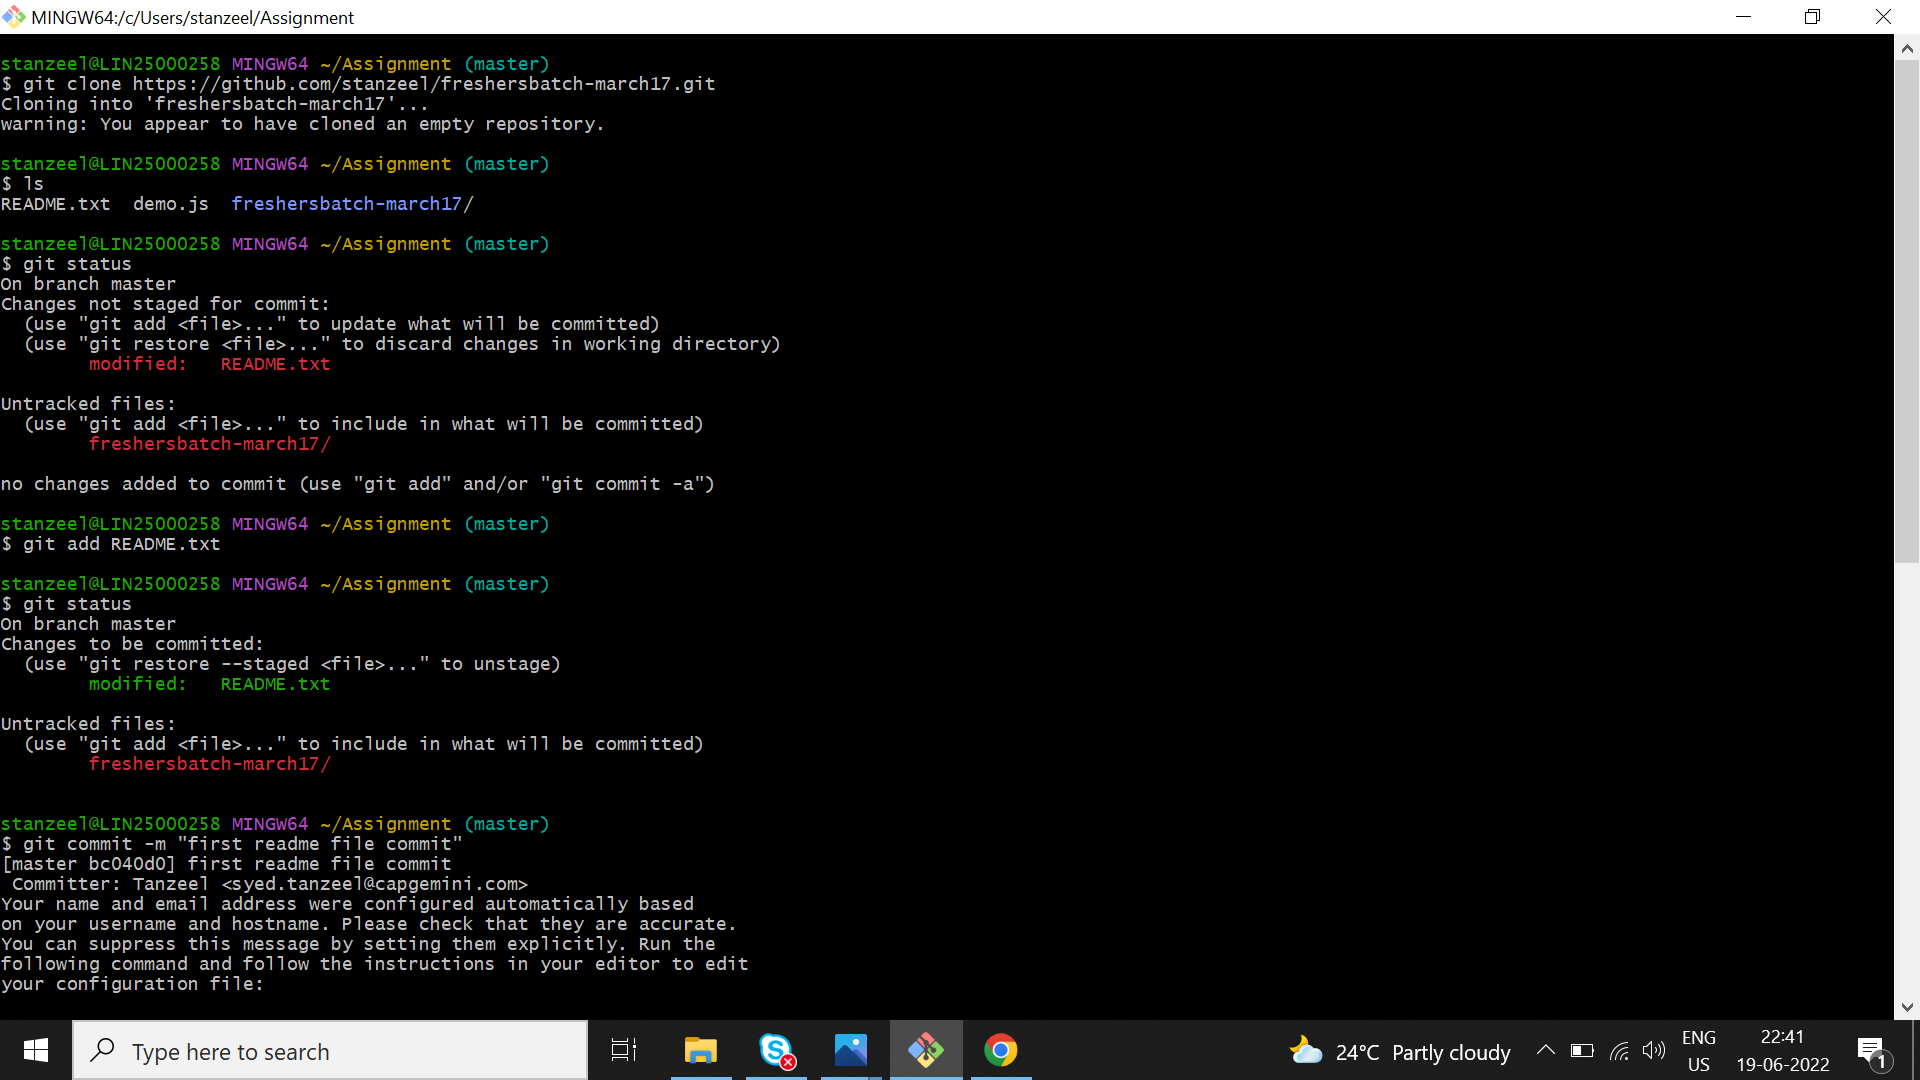 MINGW64:/c/Users/stanzeel/Assignment
stanzeel@LIN25000258 MINGW64 ~/Assignment (master)
$ git clone https://github.com/stanzeel/freshersbatch-march17.git
Cloning into 'freshersbatch-march17'...
warning: You appear to have cloned an empty repository.
stanzeel@LIN25000258 MINGW64 ~/Assignment (master)
$ ls
README.txt  demo.js  freshersbatch-march17/
stanzeel@LIN25000258 MINGW64 ~/Assignment (master)
$ git status
On branch master
Changes not staged for commit:
  (use "git add <file>..." to update what will be committed)
  (use "git restore <file>..." to discard changes in working directory)
        modified:   README.txt
Untracked files:
  (use "git add <file>..." to include in what will be committed)
        freshersbatch-march17/
no changes added to commit (use "git add" and/or "git commit -a")
stanzeel@LIN25000258 MINGW64 ~/Assignment (master)
$ git add README.txt
stanzeel@LIN25000258 MINGW64 ~/Assignment (master)
$ git status
On branch master
Changes to be committed:
  (use "git restore --staged <file>..." to unstage)
        modified:   README.txt
Untracked files:
  (use "git add <file>..." to include in what will be committed)
        freshersbatch-march17/
stanzeel@LIN25000258 MINGW64 ~/Assignment (master)
$ git commit -m "first readme file commit"
[master bc040d0] first readme file commit
 Committer: Tanzeel <syed.tanzeel@capgemini.com>
Your name and email address were configured automatically based
on your username and hostname. Please check that they are accurate.
You can suppress this message by setting them explicitly. Run the
following command and follow the instructions in your editor to edit
your configuration file:
Type here to search
24°C Partly cloudy
ENG
US
22:41
19-06-2022
1